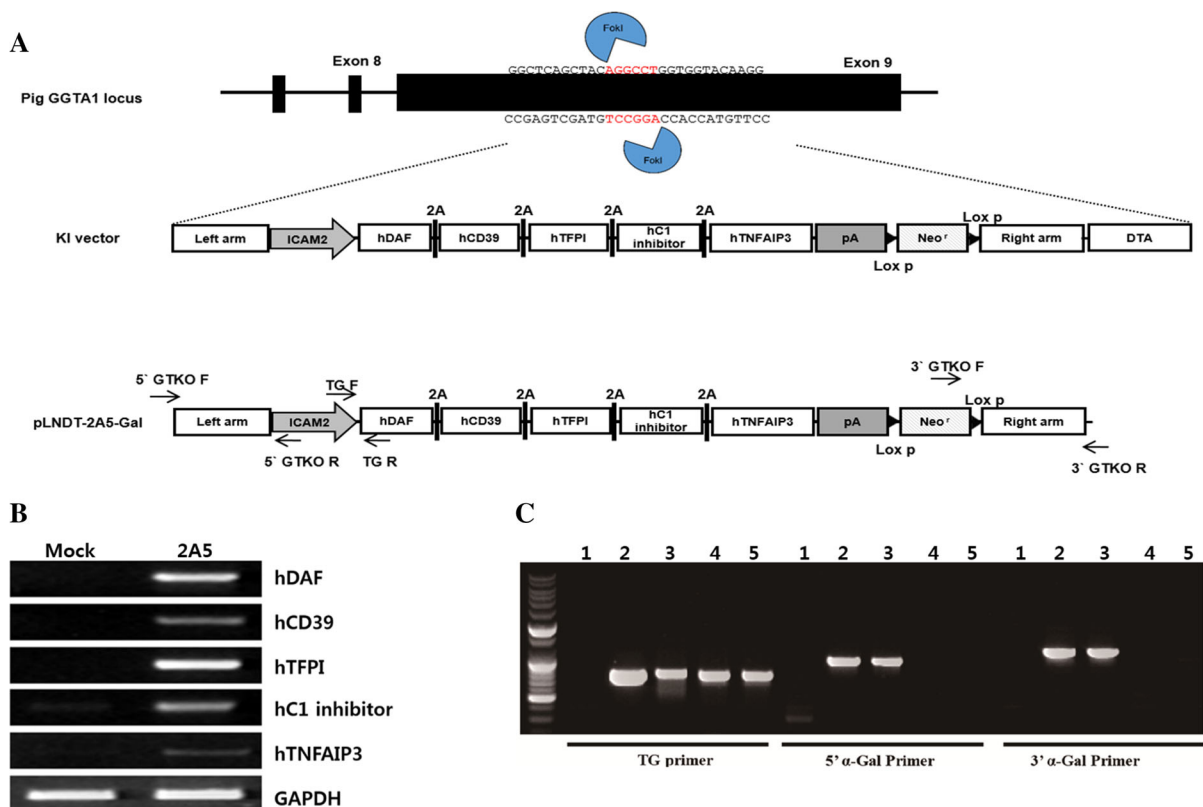 A
FokI
GGCTCAGCTACAGGCCTGGTGGTACAAGG
Exon 8
Exon 9
Pig GGTA1 locus
CCGAGTCGATGTCCGGACCACCATGTTCC
FokI
2A 2A 2A 2A
Lox p
KI vector
Left arm ICAM2 hDAF hCD39 hTFPI hC1 inhibitor hTNFAIP3 pA Neo r Right arm DTA
Lox p
5` GTKO F
TG F
3` GTKO F
2A 2A 2A 2A
Lox p
pLNDT-2A5-Gal
Left arm ICAM2 hDAF hCD39 hTFPI hC1 inhibitor hTNFAIP3 pA Neo r Right arm
Lox p
5` GTKO R
TG R
3` GTKO R
B
Mock 2A5
hDAF
hCD39
hTFPI
hC1 inhibitor
hTNFAIP3
GAPDH
C
1 2 3 4 5 1 2 3 4 5 1 2 3 4 5
TG primer
5’ α-Gal Primer
3’ α-Gal Primer